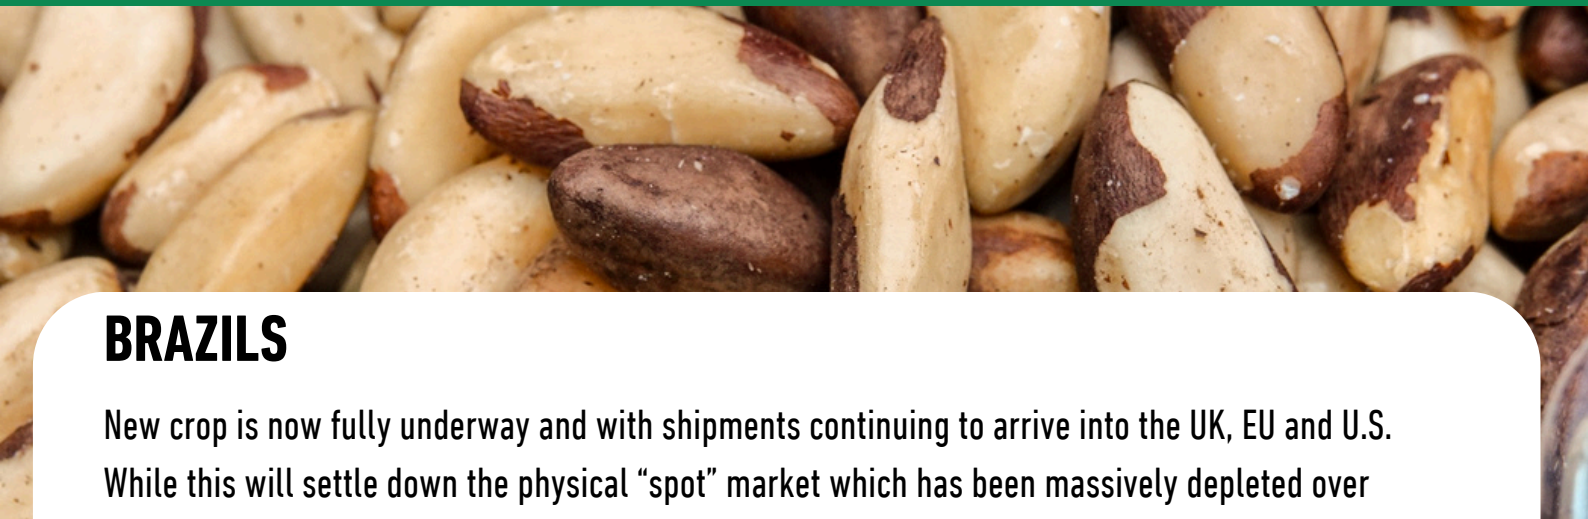 BRAZILS
New crop is now fully underway and with shipments continuing to arrive into the UK, EU and U.S.
While this will settle down the physical “spot” market which has been massively depleted over